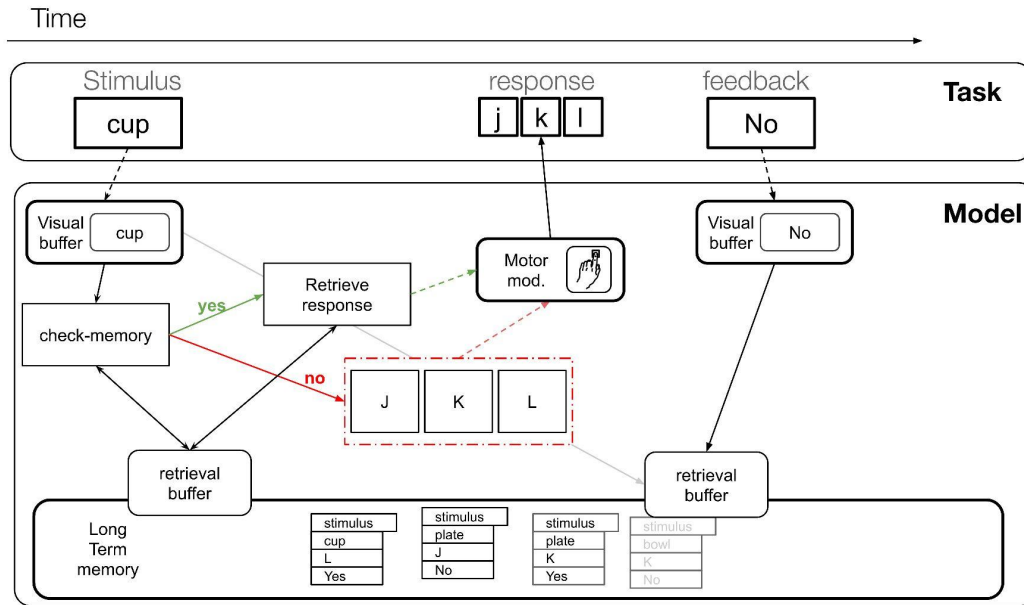 Time
Stimulus
response
feedback
Task
cup
j
k
l
No
Model
Visual
buffer
cup
Visual
buffer
No
Motor
mod.
Retrieve
response
yes
check-memory
no
J
K
L
retrieval
buffer
retrieval
buffer
Long
Term
memory
stimulus
cup
L
Yes
stimulus
plate
J
No
stimulus
plate
K
Yes
stimulus
bowl
K
No